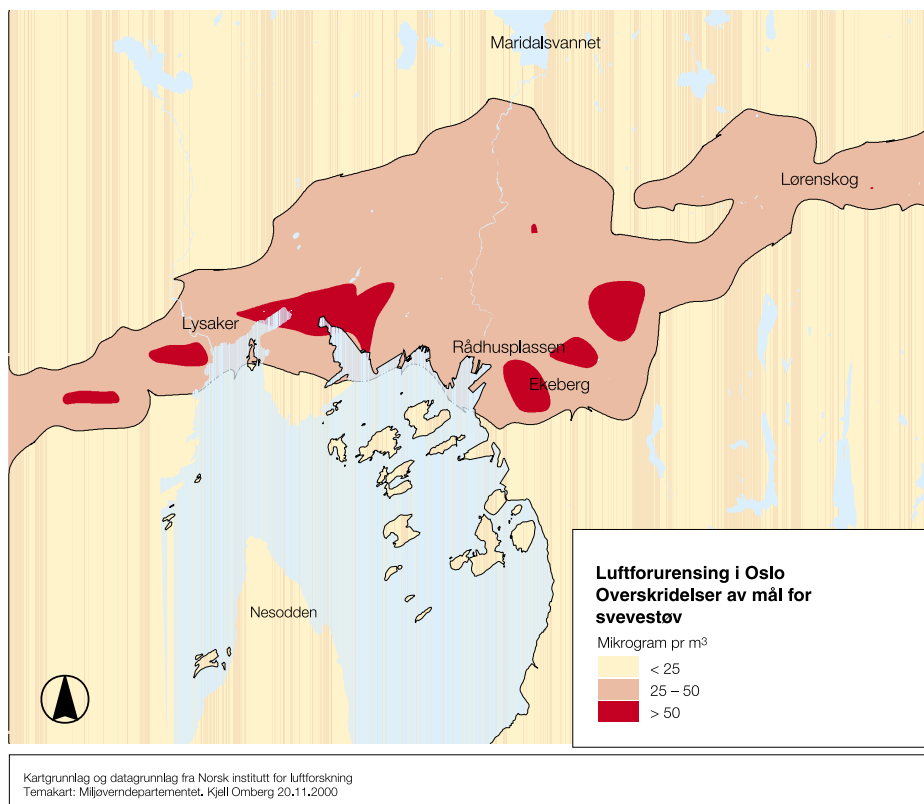 Maridalsvannet
Lørenskog
Lysaker
Rådhusplassen
Ekeberg
Nesodden
Luftforurensing i Oslo
Overskridelser av mål for
svevestøv
Mikrogram pr m³
< 25
25 – 50
> 50
Kartgrunnlag og datagrunnlag fra Norsk institutt for luftforskning
Temakart: Miljøverndepartementet. Kjell Omberg 20.11.2000